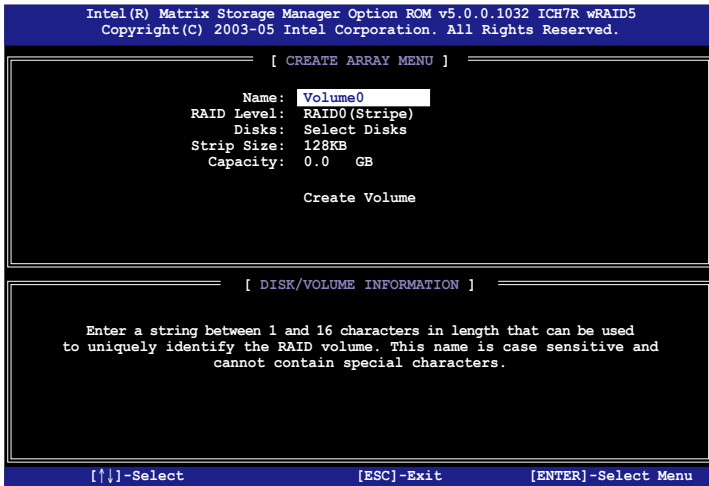 Intel(R) Matrix Storage Manager Option ROM v5.0.0.1032 ICH7R wRAID5
Copyright(C) 2003-05 Intel Corporation. All Rights Reserved.
[ CREATE ARRAY MENU ]
Name: Volume0
RAID Level: RAID0(Stripe)
Disks: Select Disks
Strip Size: 128KB
Capacity: 0.0 GB
Create Volume
[ DISK/VOLUME INFORMATION ]
Enter a string between 1 and 16 characters in length that can be used
to uniquely identify the RAID volume. This name is case sensitive and
cannot contain special characters.
[↑↓]-Select [ESC]-Exit [ENTER]-Select Menu